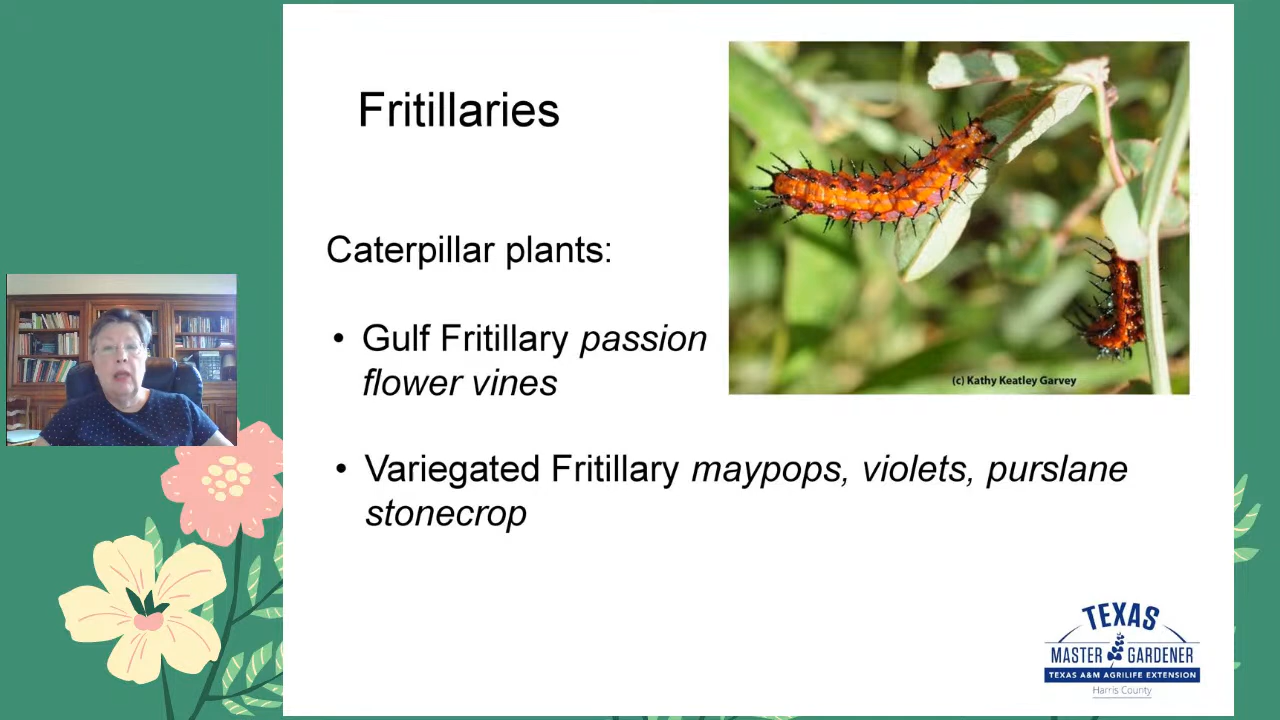 Fritillaries
Caterpillar plants:
• Gulf Fritillary passion
flower vines
(c) Kathy Keatley Garvey
• Variegated Fritillary maypops, violets, purslane
stonecrop
TEXAS
MASTER GARDENER
TEXAS A&M AGRILIFE EXTENSION
Harris County